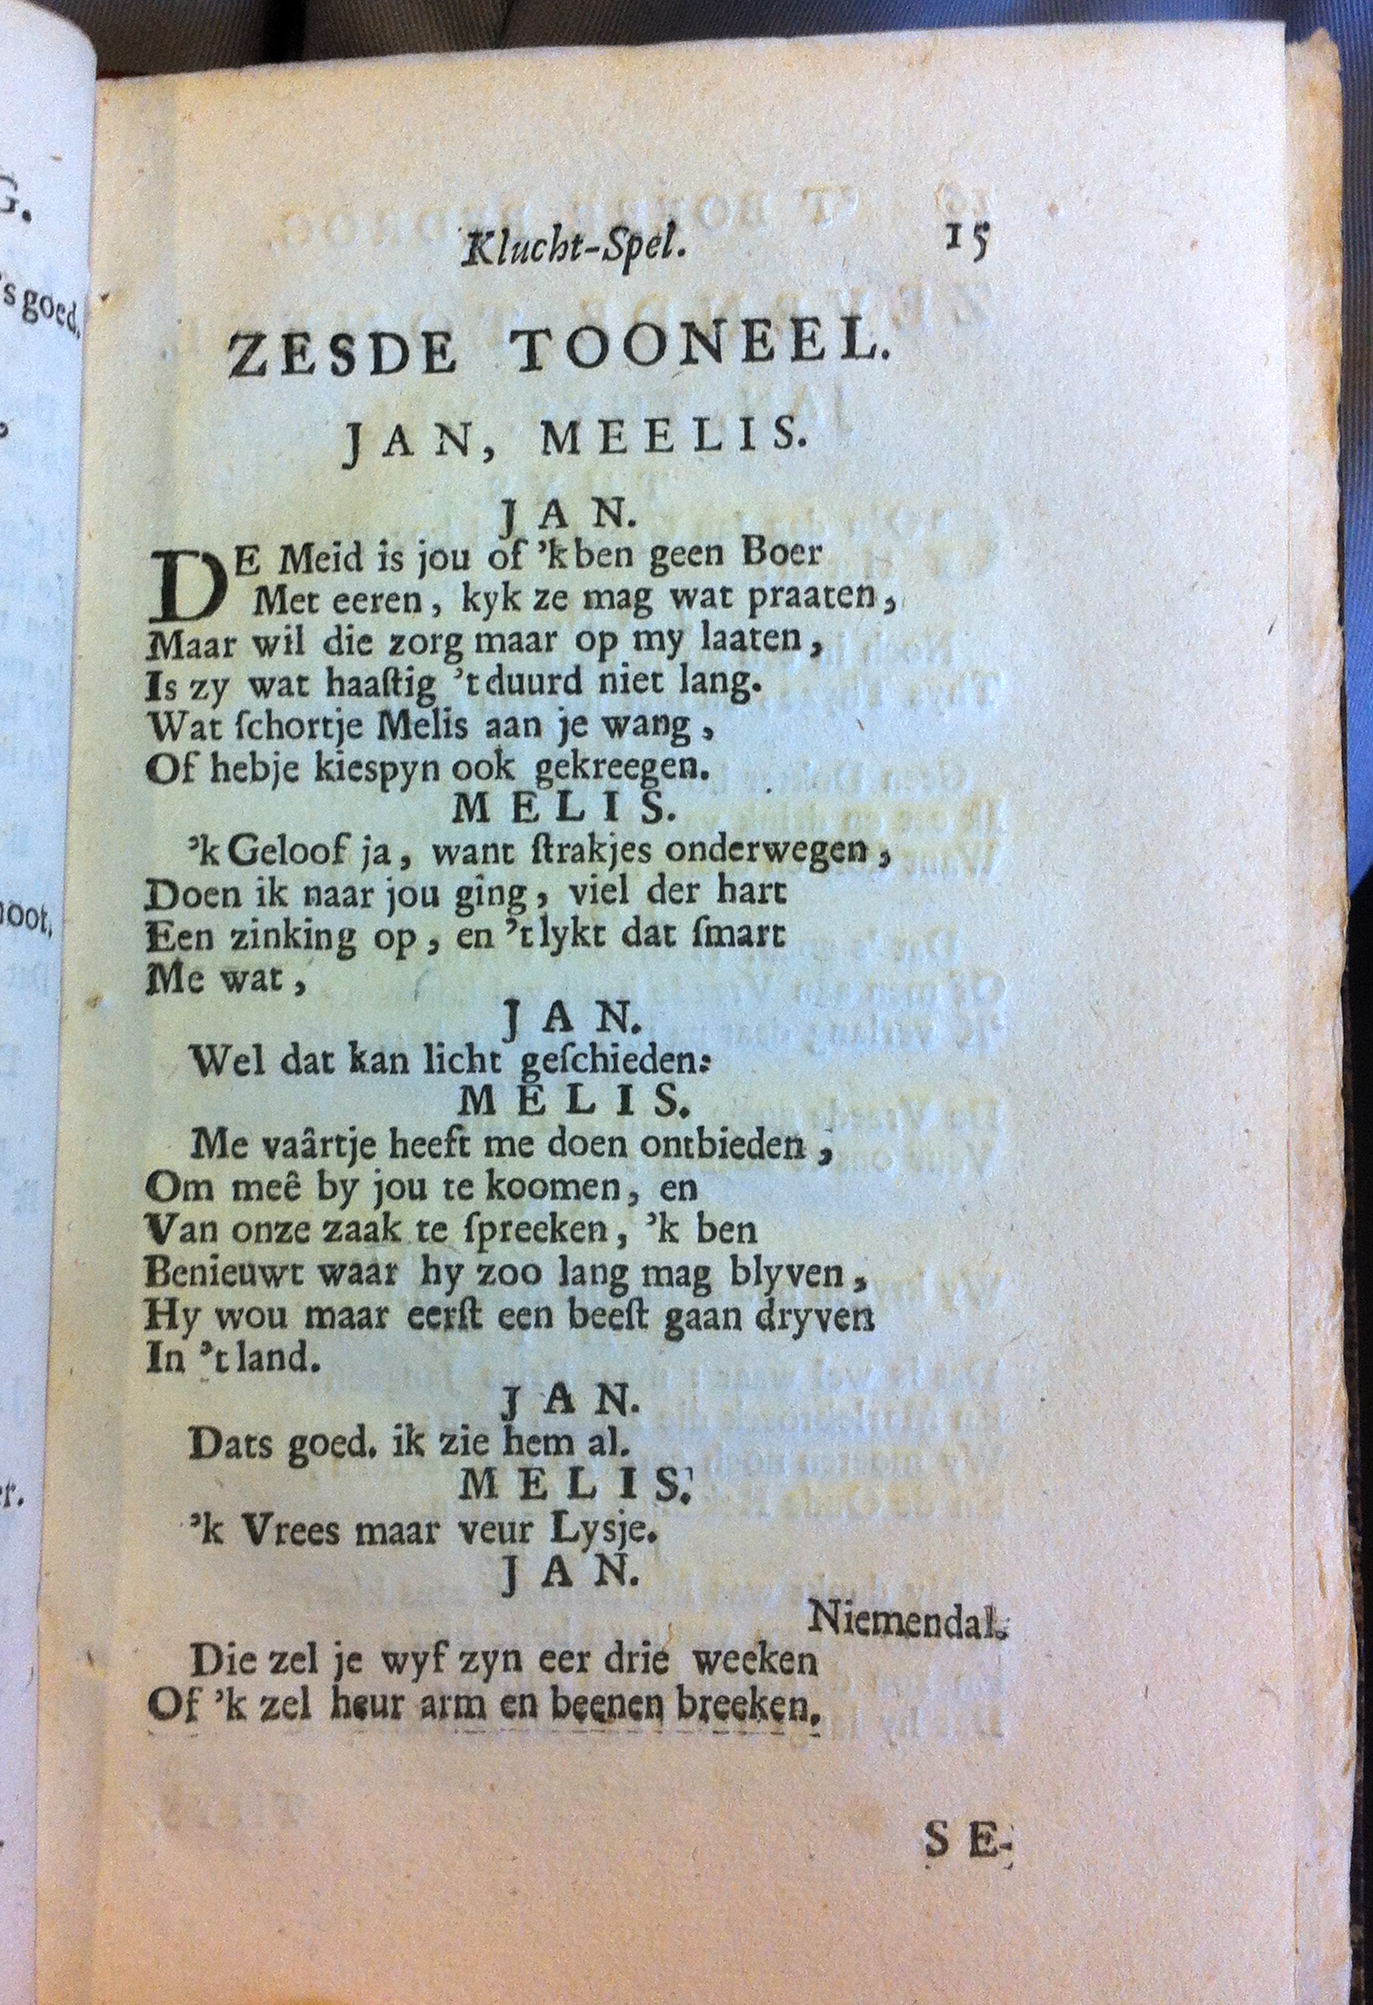 Klucht-Spel. 15
ZESDE TOONEEL.
JAN, MEELIS.
JAN.
DE Meid is jou of 'k ben geen Boer
Met eeren, kyk ze mag wat praaten,
Maar wil die zorg maar op my laaten,
Is zy wat haaſtig 't duurd niet lang.
Wat ſchortje Melis aan je wang,
Of hebje kiespyn ook gekreegen.
MELIS.
'k Geloof ja, want ſtrakjes onderwegen,
Doen ik naar jou ging, viel der hart
Een zinking op, en 't lykt dat ſmart
Me wat,
JAN.
Wel dat kan licht geſchieden:
MELIS.
Me vaârtje heeft me doen ontbieden,
Om meê by jou te koomen, en
Van onze zaak te ſpreeken, 'k ben
Benieuwt waar hy zoo lang mag blyven,
Hy wou maar eerſt een beeſt gaan dryven
In 't land.
JAN.
Dats goed. ik zie hem al.
MELIS.
'k Vrees maar veur Lysje.
JAN.
Niemendal.
Die zel je wyf zyn eer drie weeken
Of 'k zel heur arm en beenen breeken.
SE-
G.
's goed.
oot,
r.